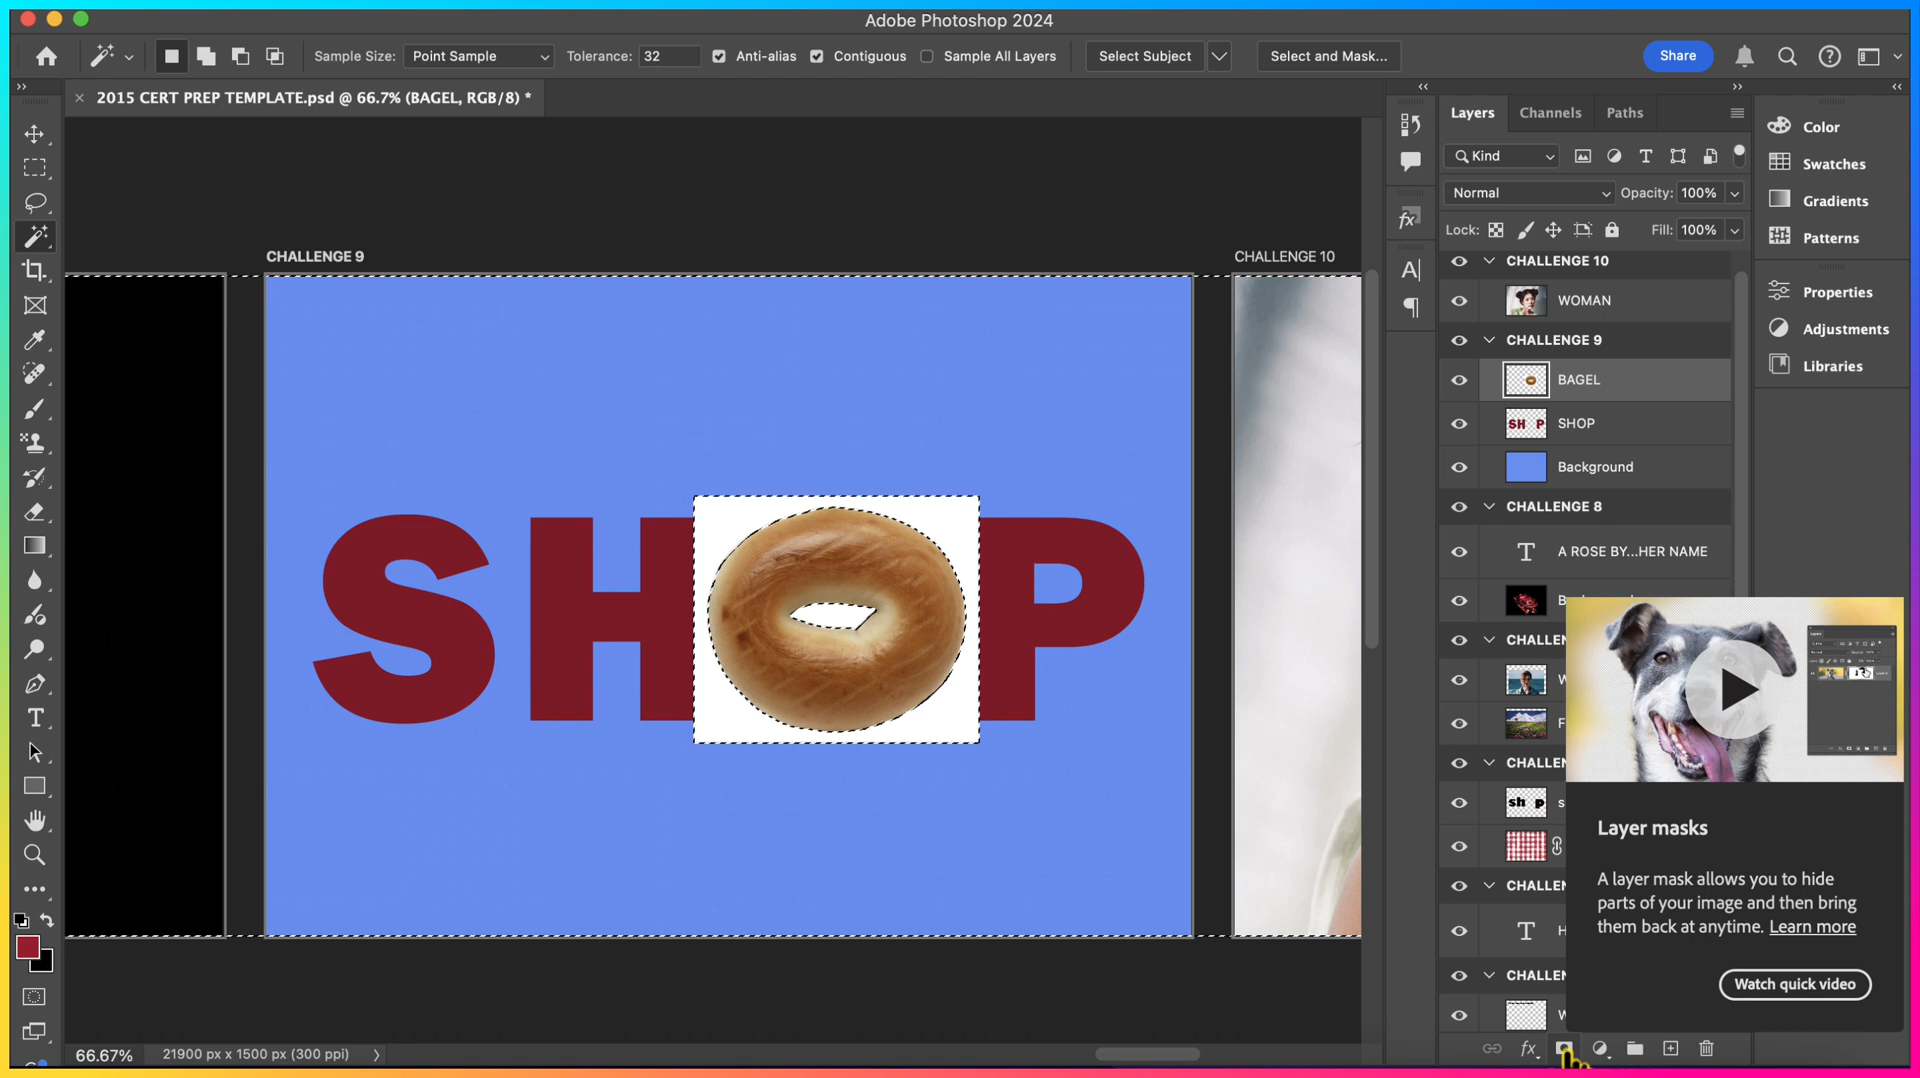 Adobe Photoshop 2024
Sample Size: Point Sample Tolerance: 32 Anti-alias Contiguous Sample All Layers Select Subject Select and Mask... Share
2015 CERT PREP TEMPLATE.psd @ 66.7% (BAGEL, RGB/8) *
Layers Channels Paths
Kind
Normal Opacity: 100%
Lock: Fill: 100%
CHALLENGE 10
WOMAN
CHALLENGE 9
BAGEL
SHOP
Background
CHALLENGE 8
A ROSE BY...HER NAME
Color
Swatches
Gradients
Patterns
Properties
Adjustments
Libraries
CHALLENGE 9
CHALLENGE 10
SH P
Layer masks
A layer mask allows you to hide
parts of your image and then bring
them back at anytime. Learn more
Watch quick video
66.67% 21900 px x 1500 px (300 ppi)